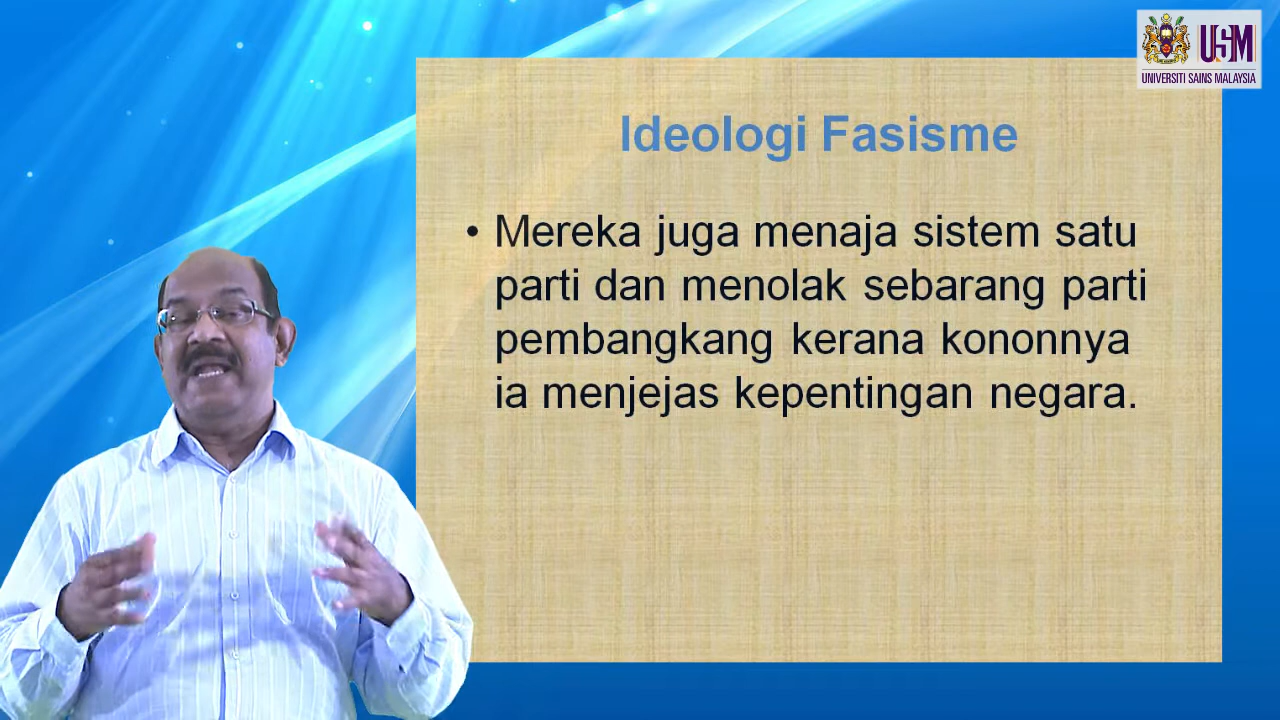 USM
UNIVERSITI SAINS MALAYSIA
Ideologi Fasisme
• Mereka juga menaja sistem satu
parti dan menolak sebarang parti
pembangkang kerana kononnya
ia menjejas kepentingan negara.